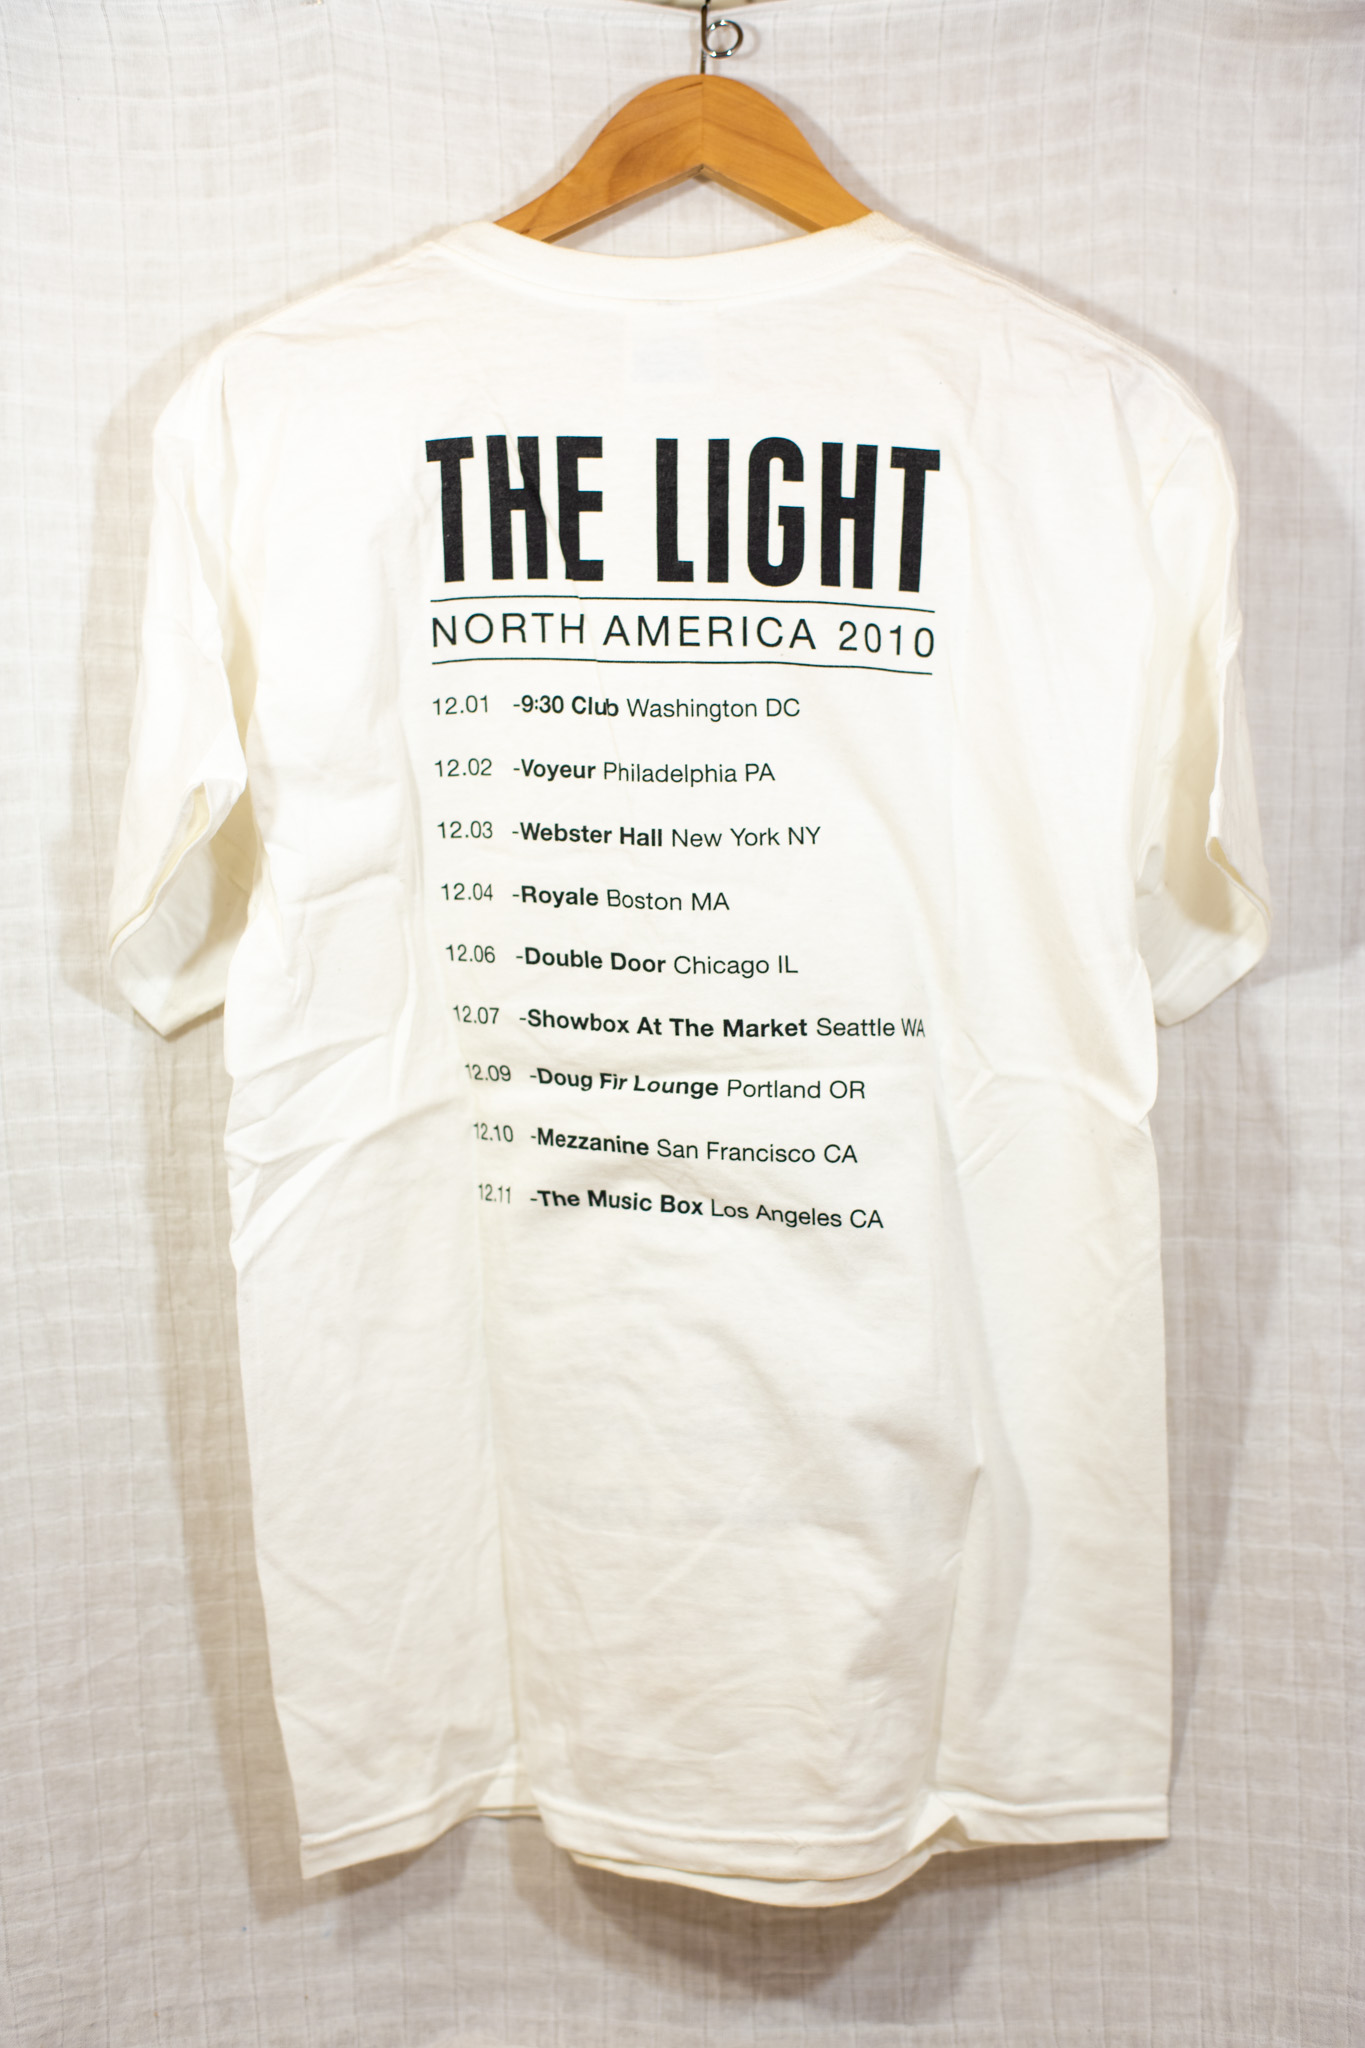 THE LIGHT
NORTH AMERICA 2010
12.01 -9:30 Club Washington DC
12.02 -Voyeur Philadelphia PA
12.03 -Webster Hall New York NY
12.04 -Royale Boston MA
12.06 -Double Door Chicago IL
12.07 -Showbox At The Market Seattle WA
12.09 -Doug Fir Lounge Portland OR
12.10 -Mezzanine San Francisco CA
12.11 -The Music Box Los Angeles CA